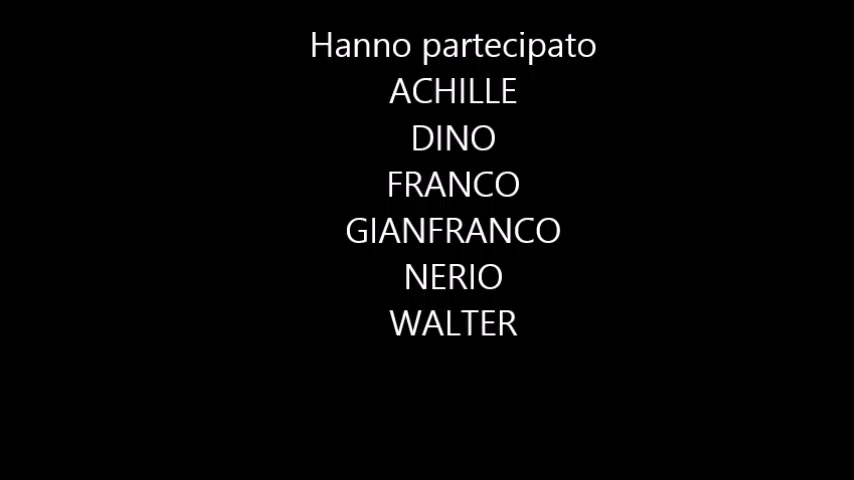 Hanno partecipato
ACHILLE
DINO
FRANCO
GIANFRANCO
NERIO
WALTER